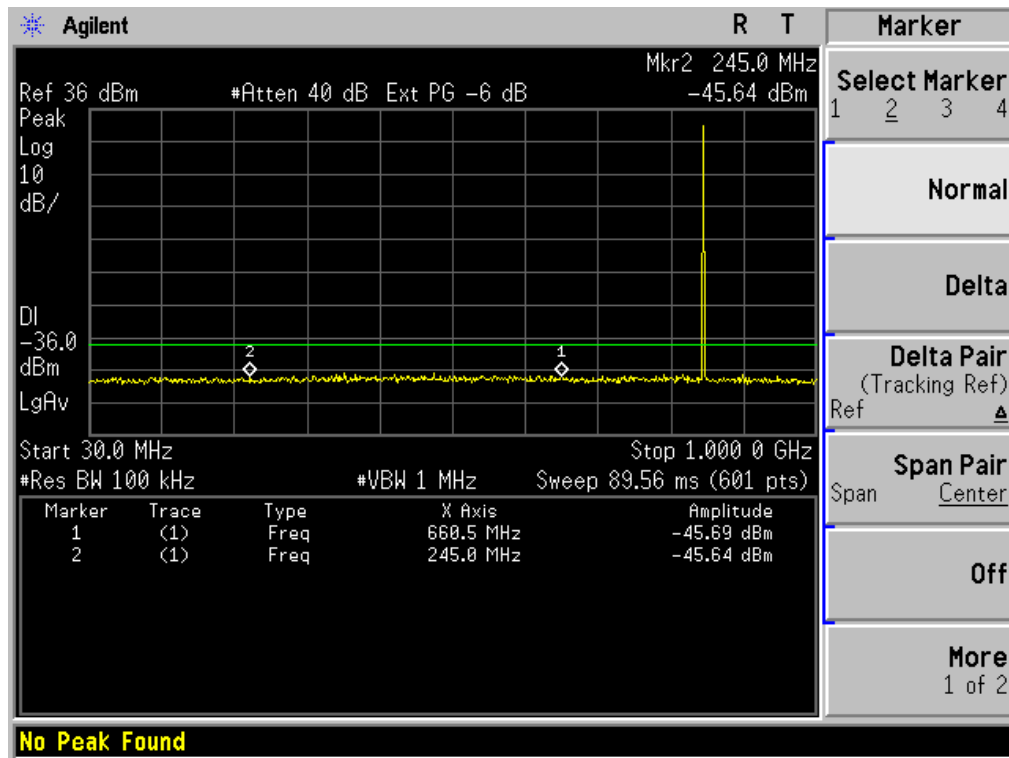 Agilent R T
Mkr2 245.0 MHz
Ref 36 dBm #Atten 40 dB Ext PG -6 dB -45.64 dBm
Peak
Log
10
dB/
DI
-36.0
dBm
LgAv
2 1
Start 30.0 MHz Stop 1.000 0 GHz
#Res BW 100 kHz #VBW 1 MHz Sweep 89.56 ms (601 pts)
Marker Trace Type X Axis Amplitude
1 (1) Freq 660.5 MHz -45.69 dBm
2 (1) Freq 245.0 MHz -45.64 dBm
No Peak Found
Marker
Select Marker
1 2 3 4
Normal
Delta
Delta Pair
(Tracking Ref)
Ref Δ
Span Pair
Span Center
Off
More
1 of 2